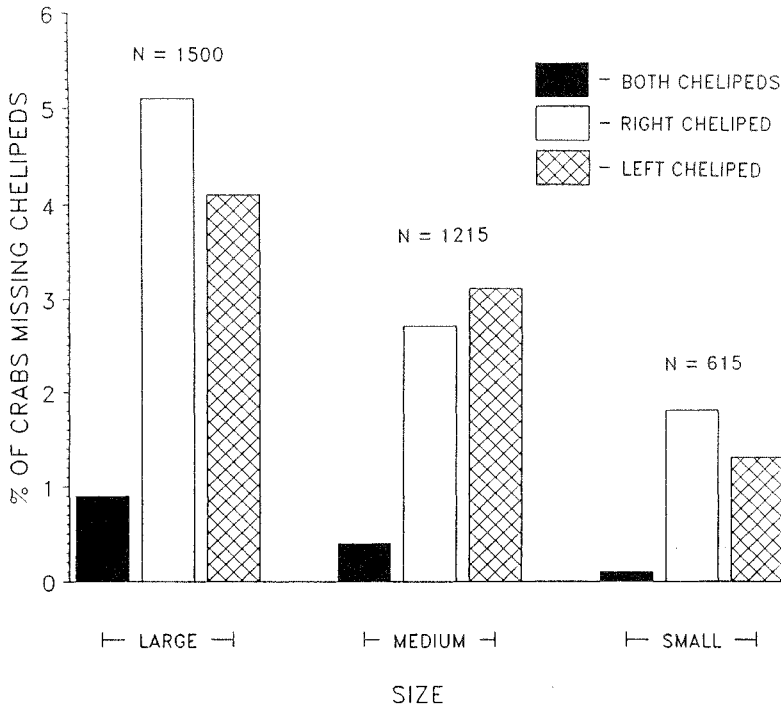 6
N = 1500
- BOTH CHELIPEDS
- RIGHT CHELIPED
- LEFT CHELIPED
5
4
N = 1215
3
N = 615
2
1
0
% OF CRABS MISSING CHELIPEDS
LARGE
MEDIUM
SMALL
SIZE